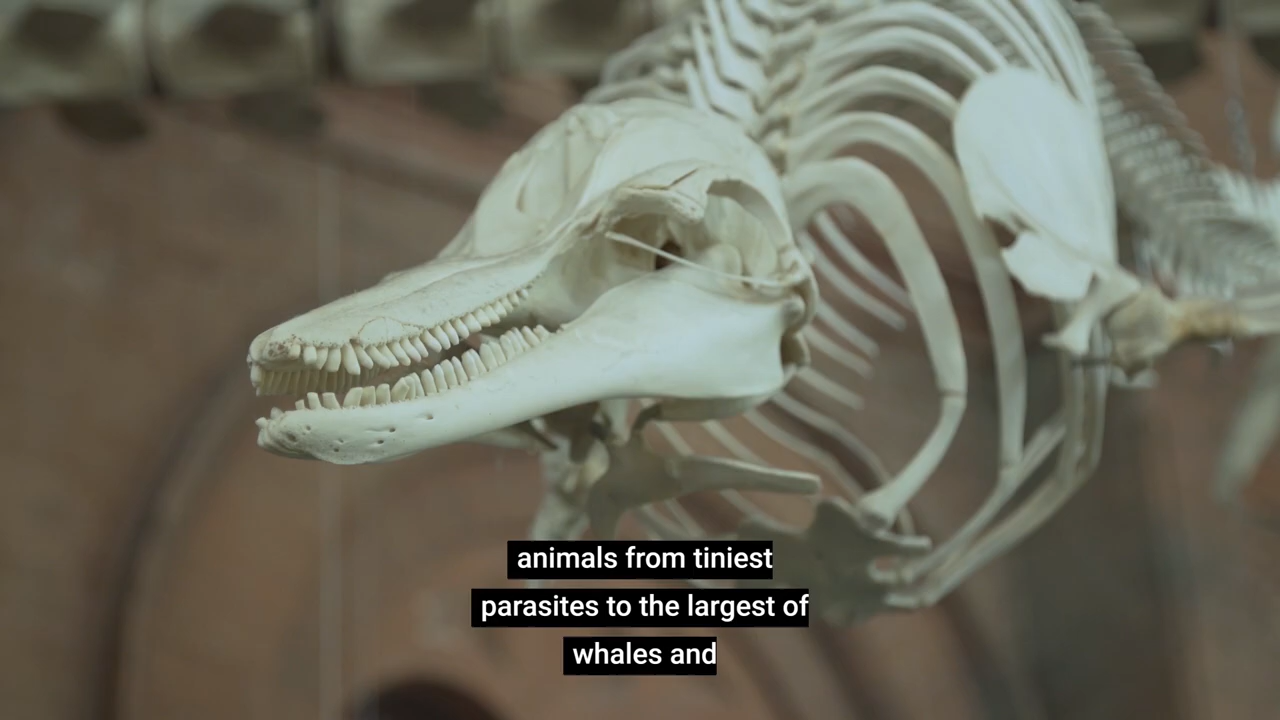 animals from tiniest
parasites to the largest of
whales and